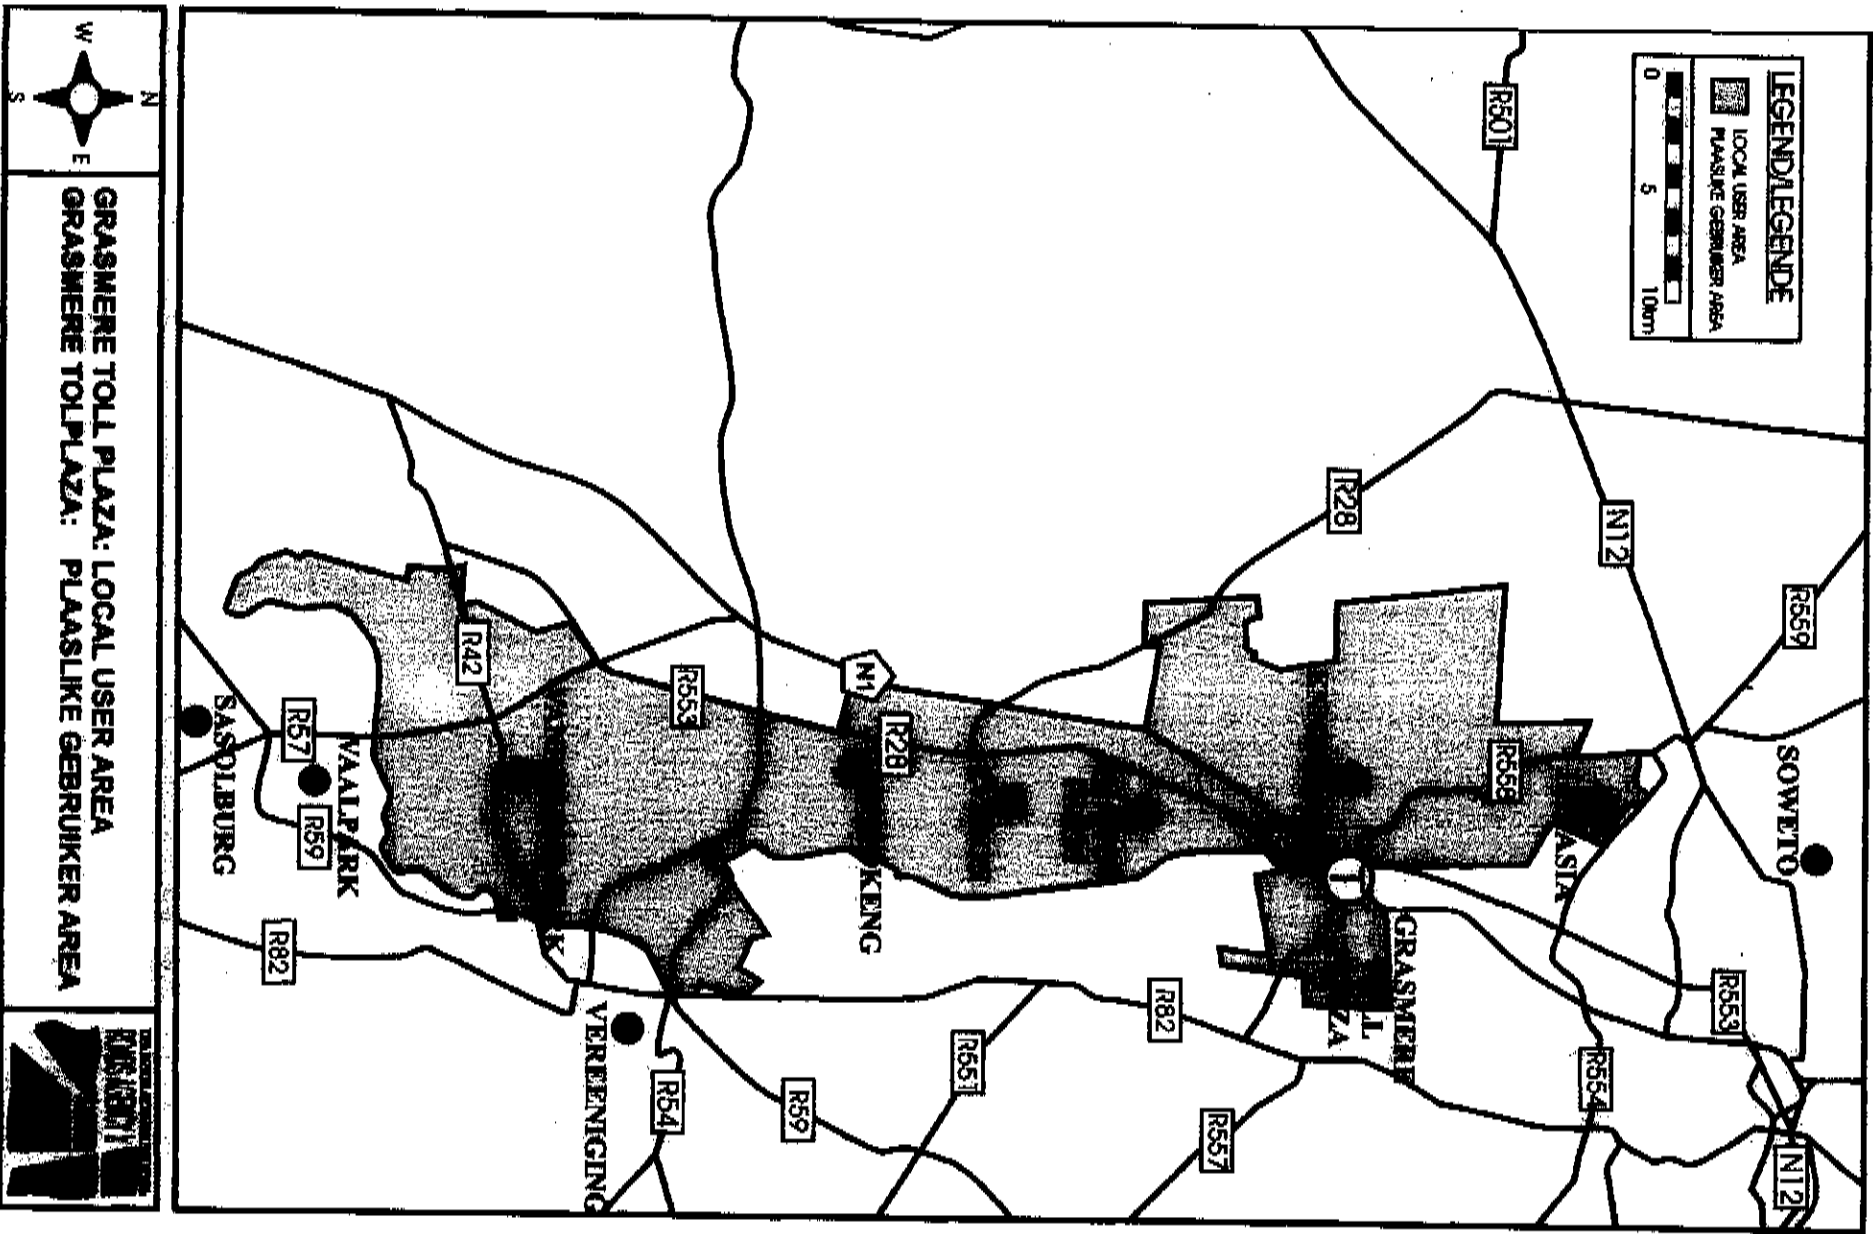 LEGEND/LEGENDE
LOCAL USER AREA
PLAASLIKE GEBRUIKER AREA
0 5 10km
R501
N12
R559
R28
SOWETO
R558
ASIA
R553
N12
R554
GRASMERE
T
R82
R557
N1
R28
R553
R551
R59
R42
R54
VEREENIGING
R57
VAALPARK
R59
SASOLBURG
R82
N
W
E
S
GRASMERE TOLL PLAZA: LOCAL USER AREA
GRASMERE TOLPLAZA: PLAASLIKE GEBRUIKER AREA